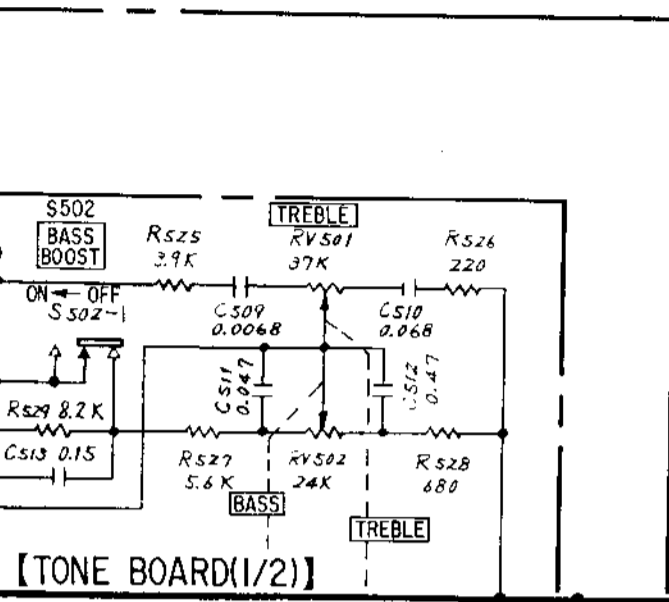 S502
BASS
BOOST
ON ← OFF
S502-1
TREBLE
R525
3.9K
C509
0.0068
RV501
37K
C510
0.068
R526
220
C511
0.047
C512
0.47
R529 8.2K
C513 0.15
R527
5.6K
RV502
24K
R528
680
BASS
TREBLE
【TONE BOARD(1/2)】